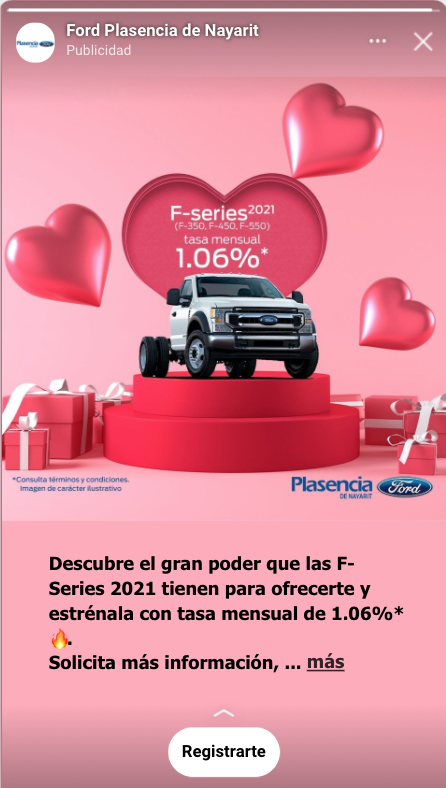 Ford Plasencia de Nayarit
Publicidad
F-series2021
(F-350, F-450, F-550)
tasa mensual
1.06%*
*Consulta términos y condiciones.
Imagen de carácter ilustrativo
Plasencia
DE NAYARIT
Ford
Descubre el gran poder que las F-
Series 2021 tienen para ofrecerte y
estrénala con tasa mensual de 1.06%*
🔥.
Solicita más información, ... más
Registrarte